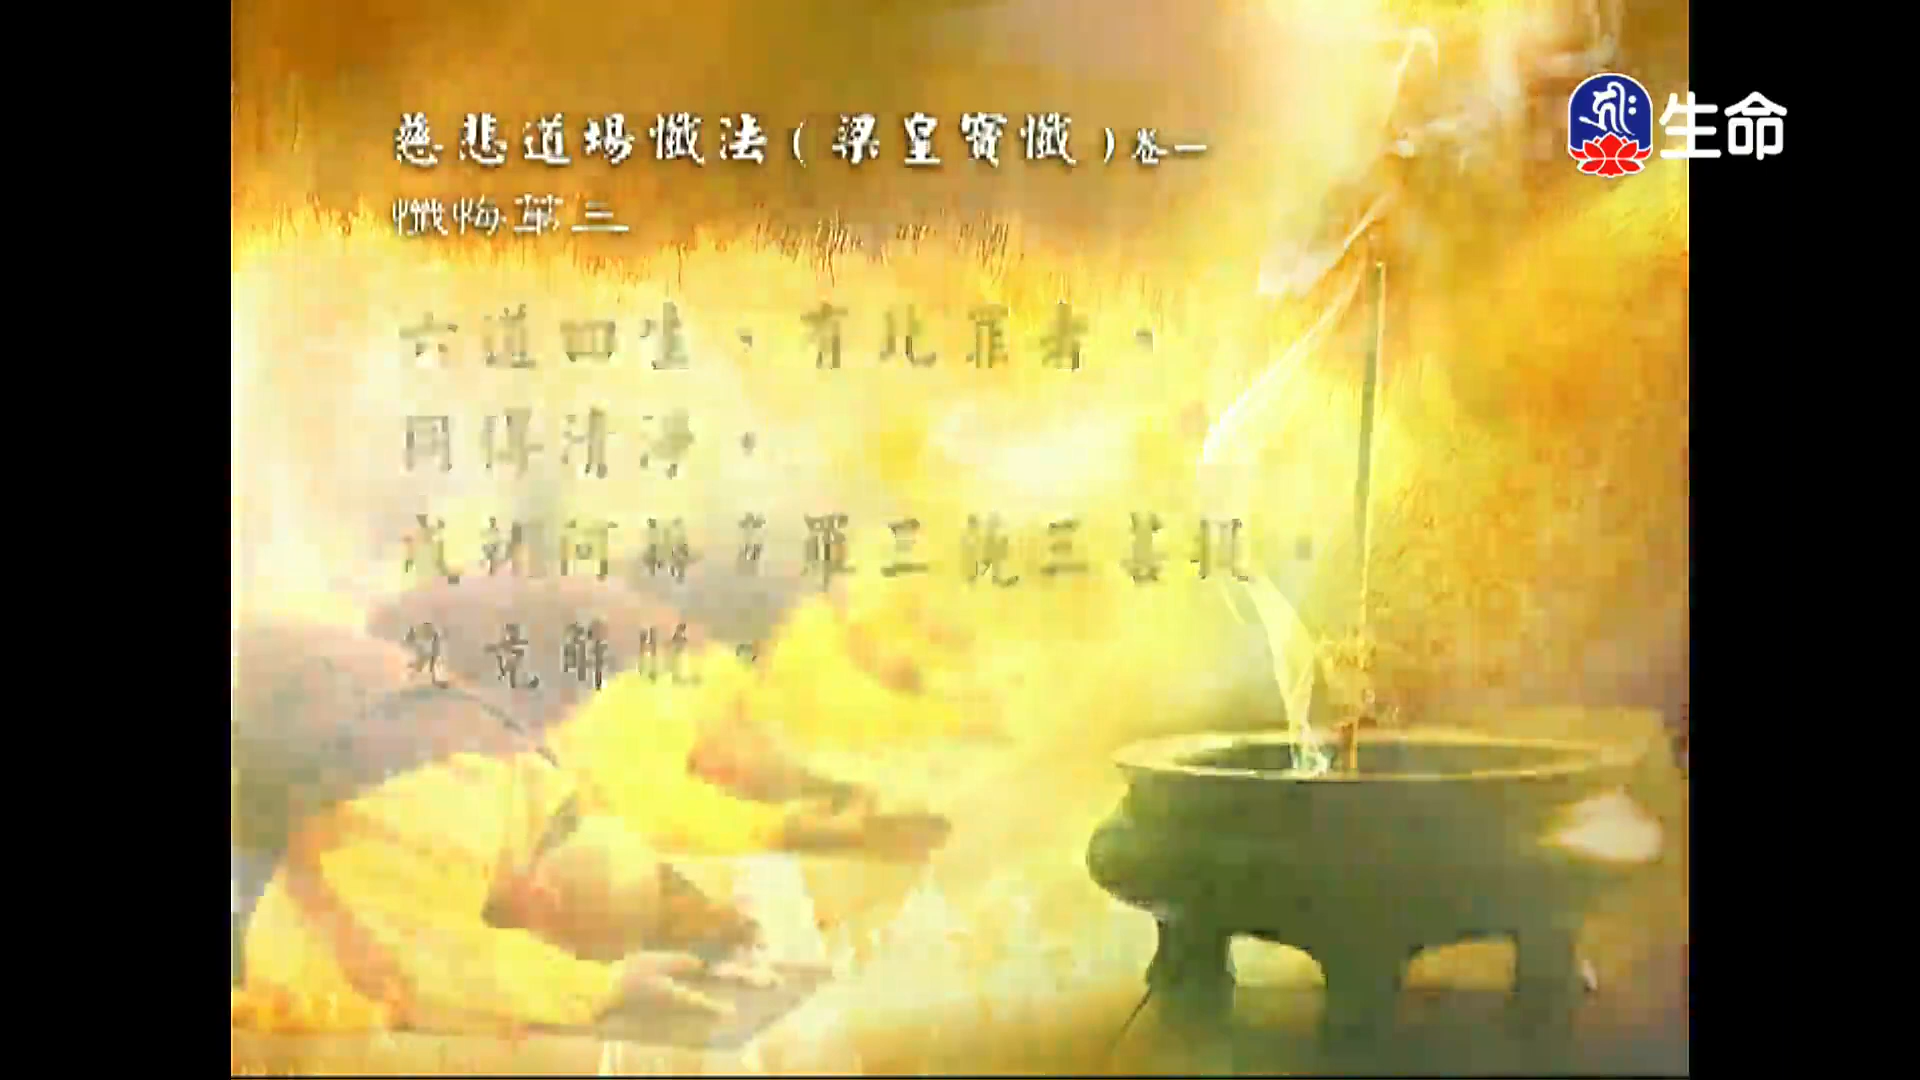 慈悲道場懺法（梁皇寶懺）卷一
生命
懺悔第三
六道四生，有此罪者。
同得清淨。
成就阿耨多羅三藐三菩提。
究竟解脫。